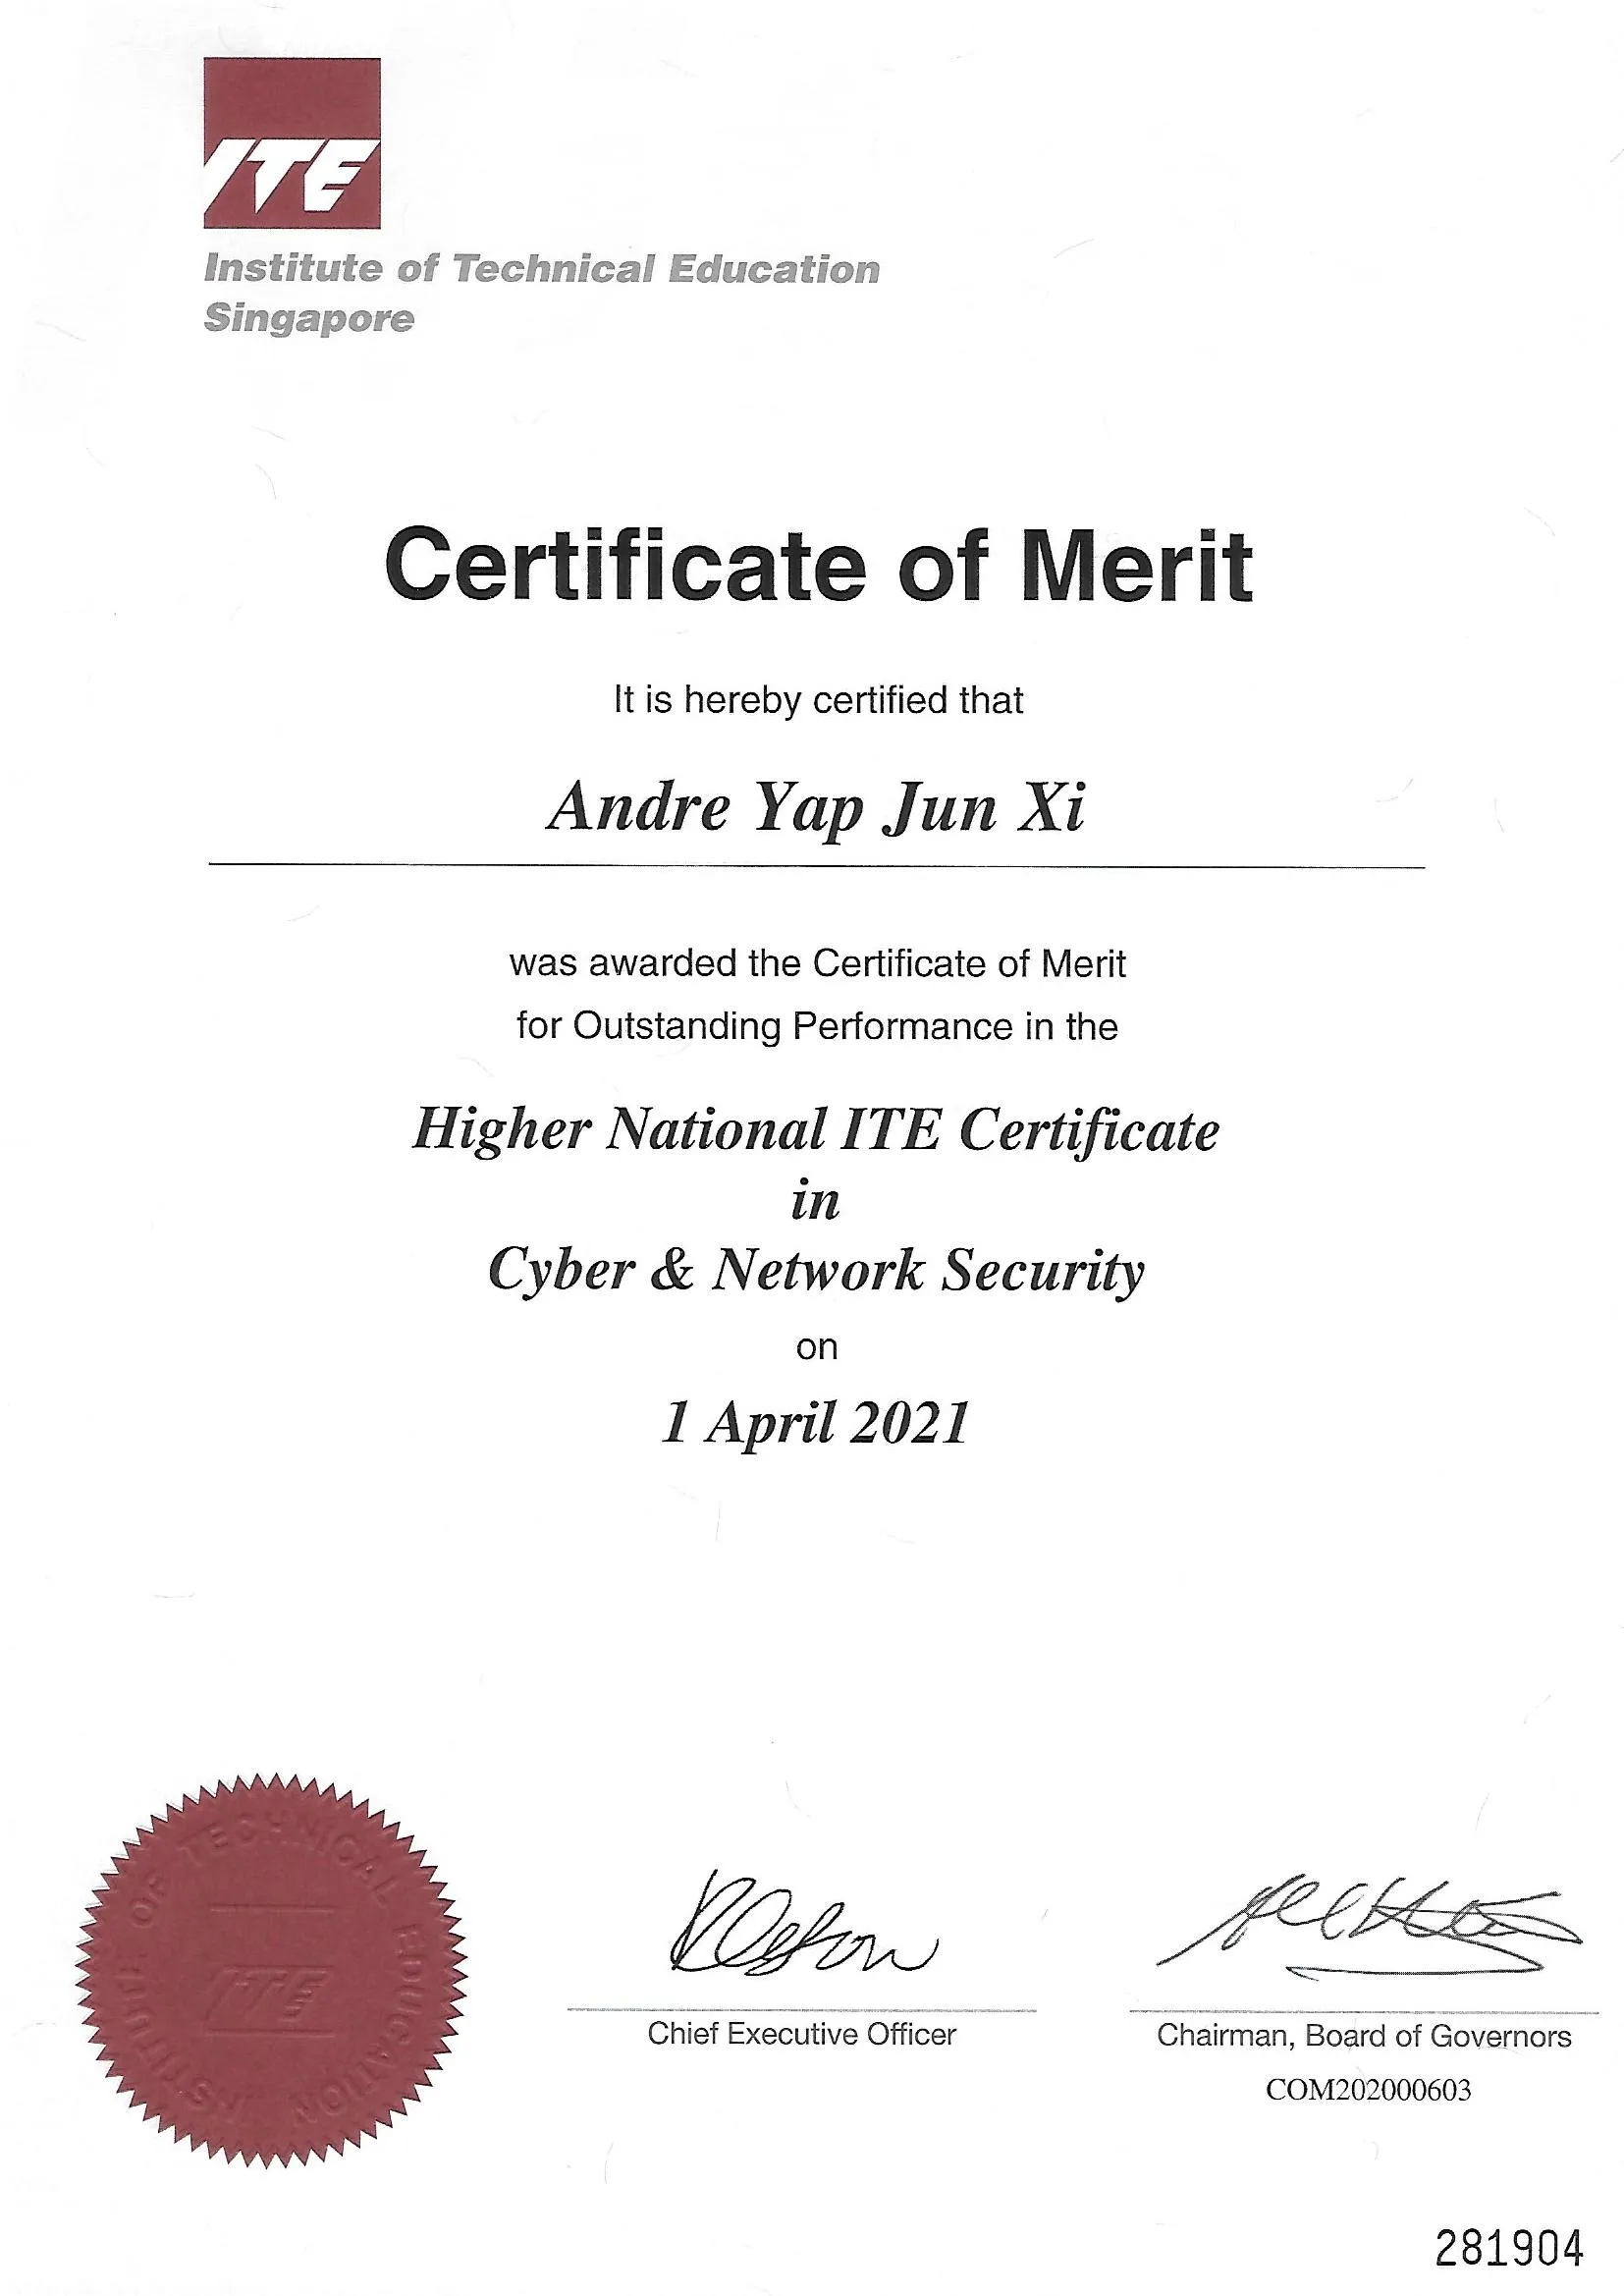 ITE
Institute of Technical Education
Singapore
Certificate of Merit
It is hereby certified that
Andre Yap Jun Xi
was awarded the Certificate of Merit
for Outstanding Performance in the
Higher National ITE Certificate
in
Cyber & Network Security
on
1 April 2021
INSTITUTE OF TECHNICAL EDUCATION
ITE
Chief Executive Officer
Chairman, Board of Governors
COM202000603
281904